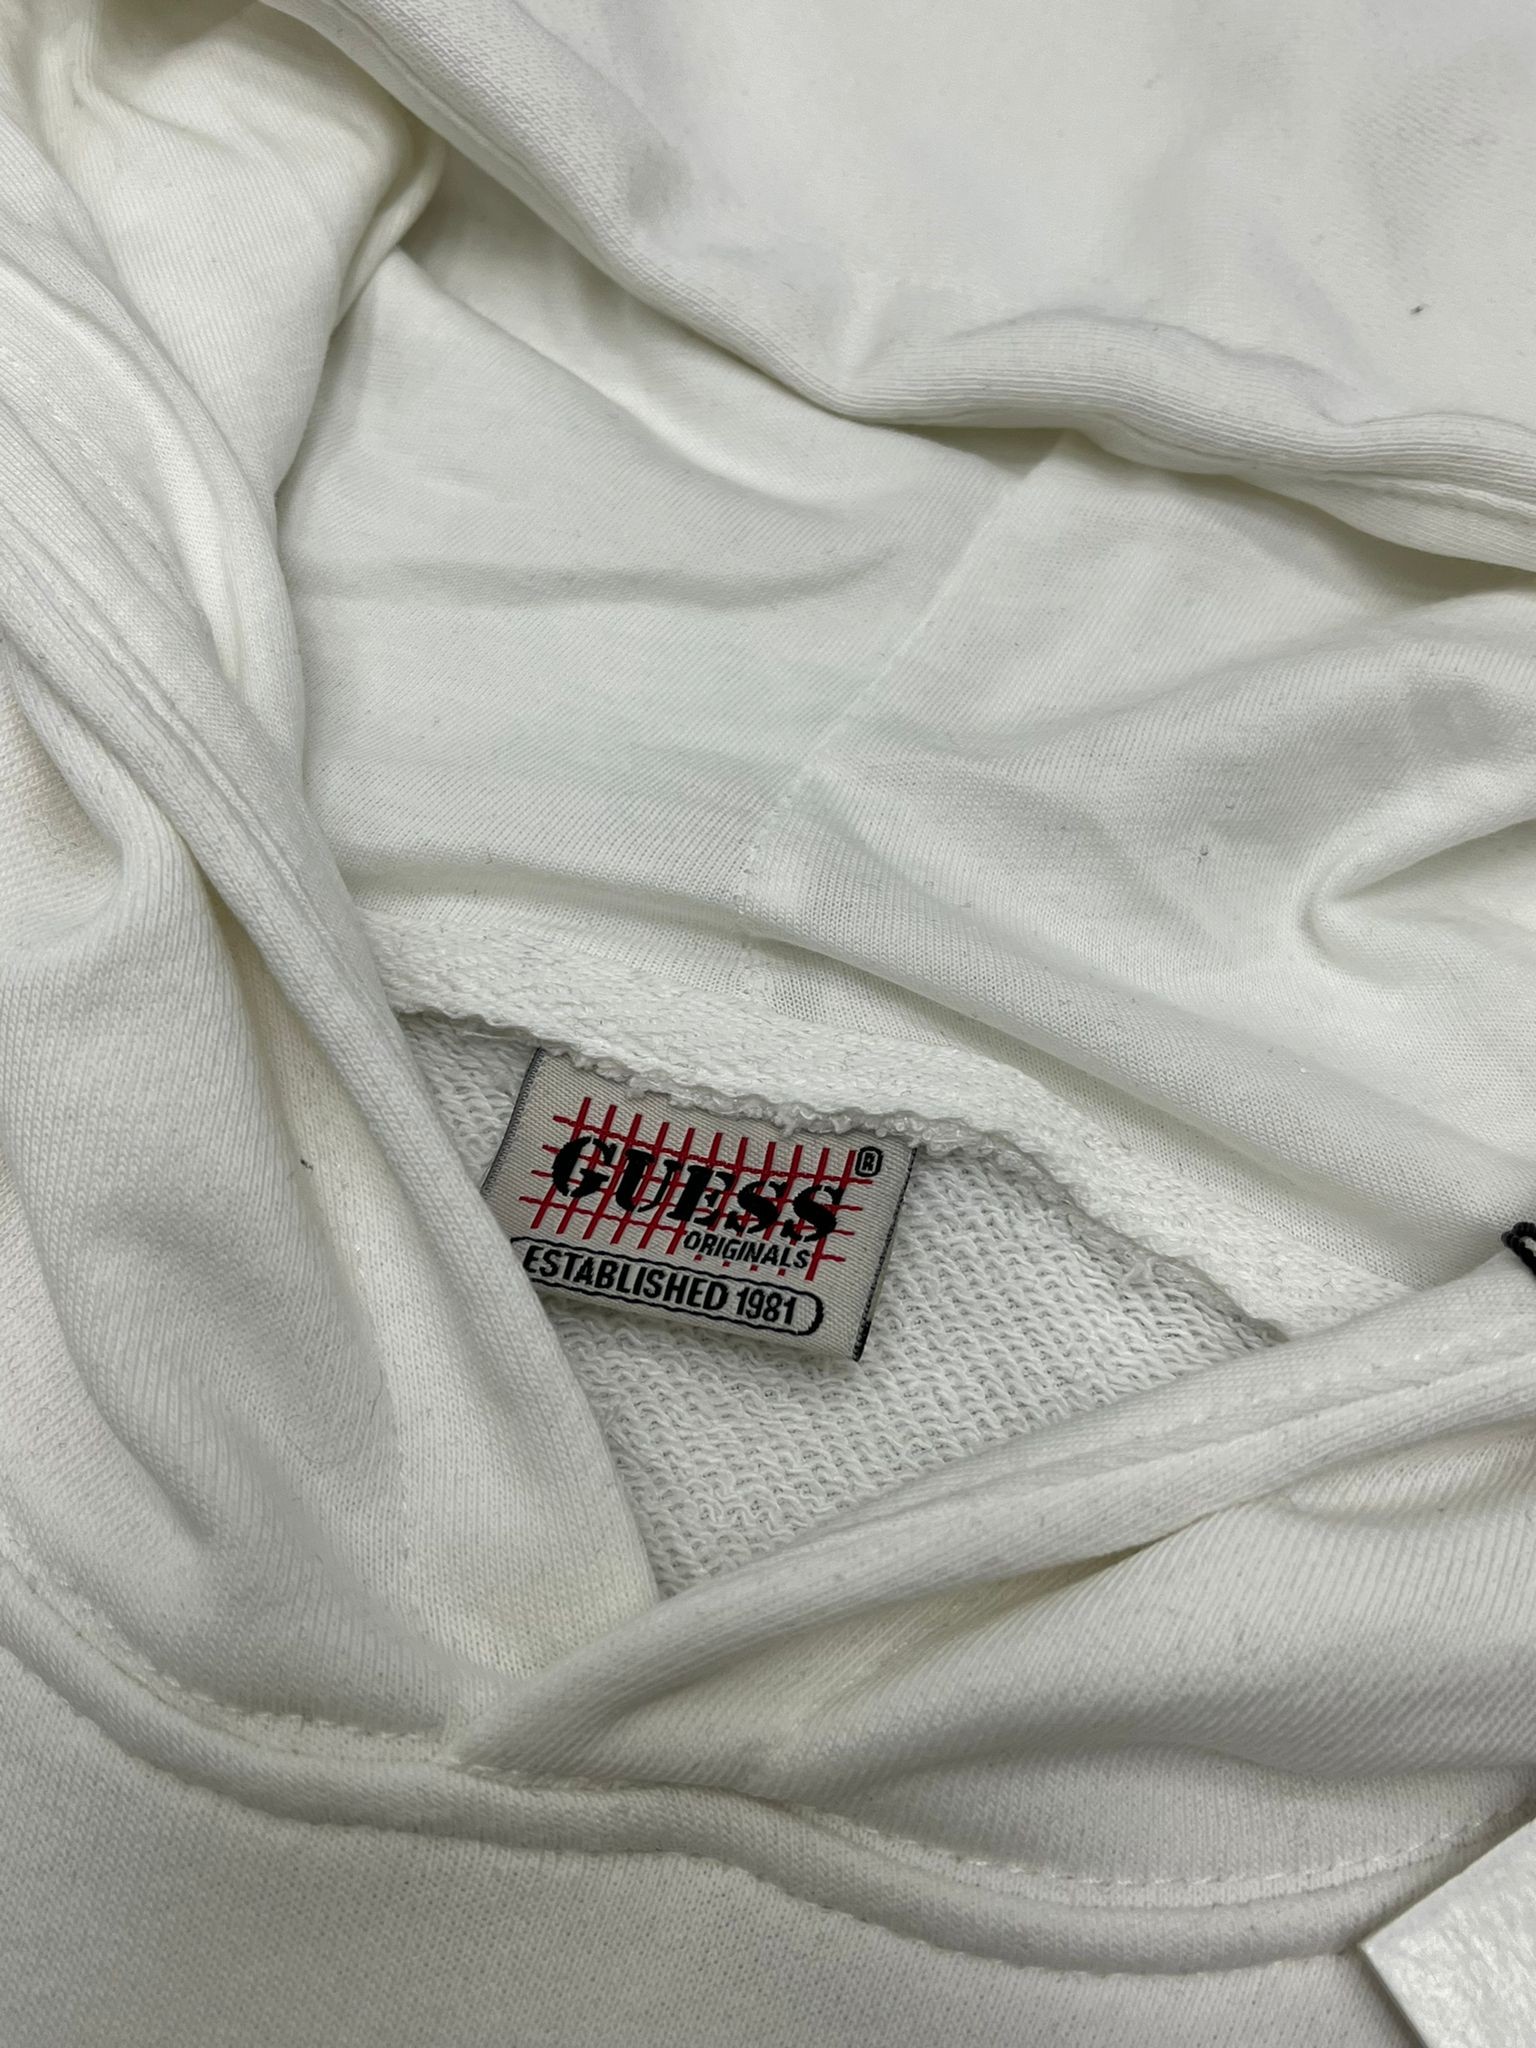 GUESS®
ORIGINALS
ESTABLISHED 1981